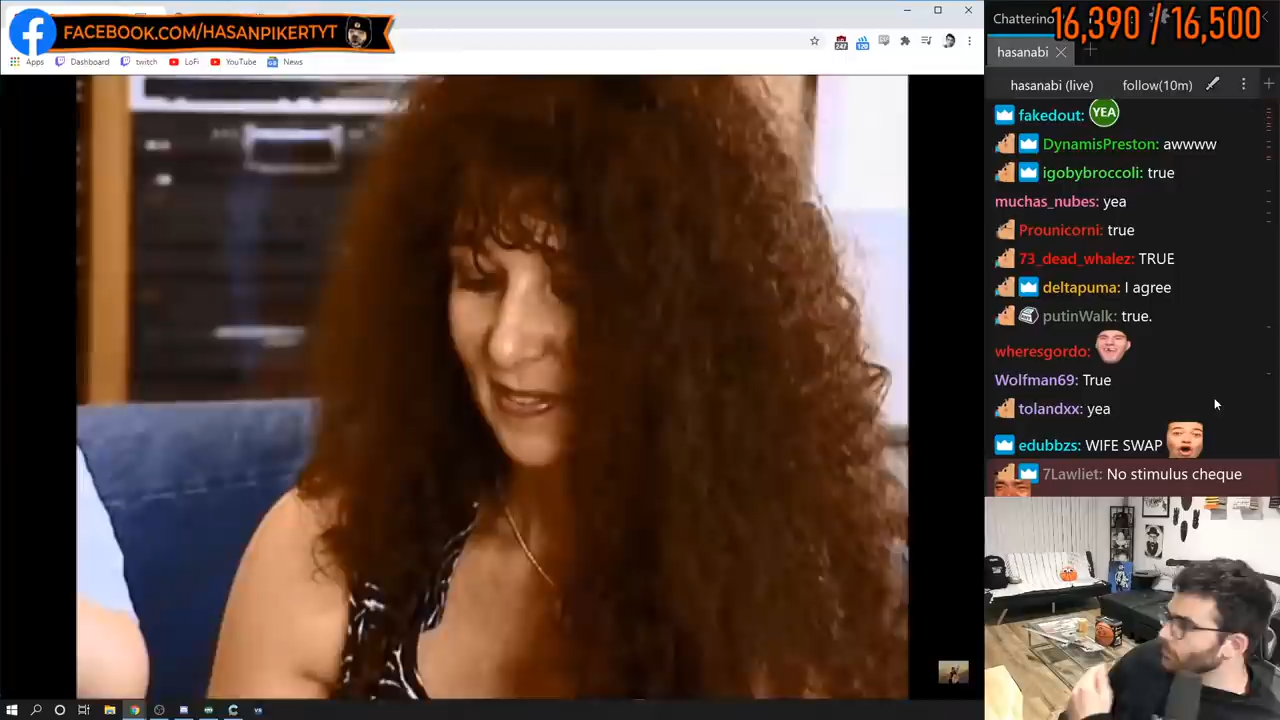 FACEBOOK.COM/HASANPIKERTYT
Apps
Dashboard
twitch
LoFi
YouTube
News
247
120
Chatterino
16,390 / 16,500
hasanabi
hasanabi (live)
follow(10m)
fakedout: YEA
DynamisPreston: awwww
igobybroccoli: true
muchas_nubes: yea
Prounicorni: true
73_dead_whalez: TRUE
deltapuma: I agree
putinWalk: true.
wheresgordo:
Wolfman69: True
tolandxx: yea
edubbzs: WIFE SWAP
7Lawliet: No stimulus cheque